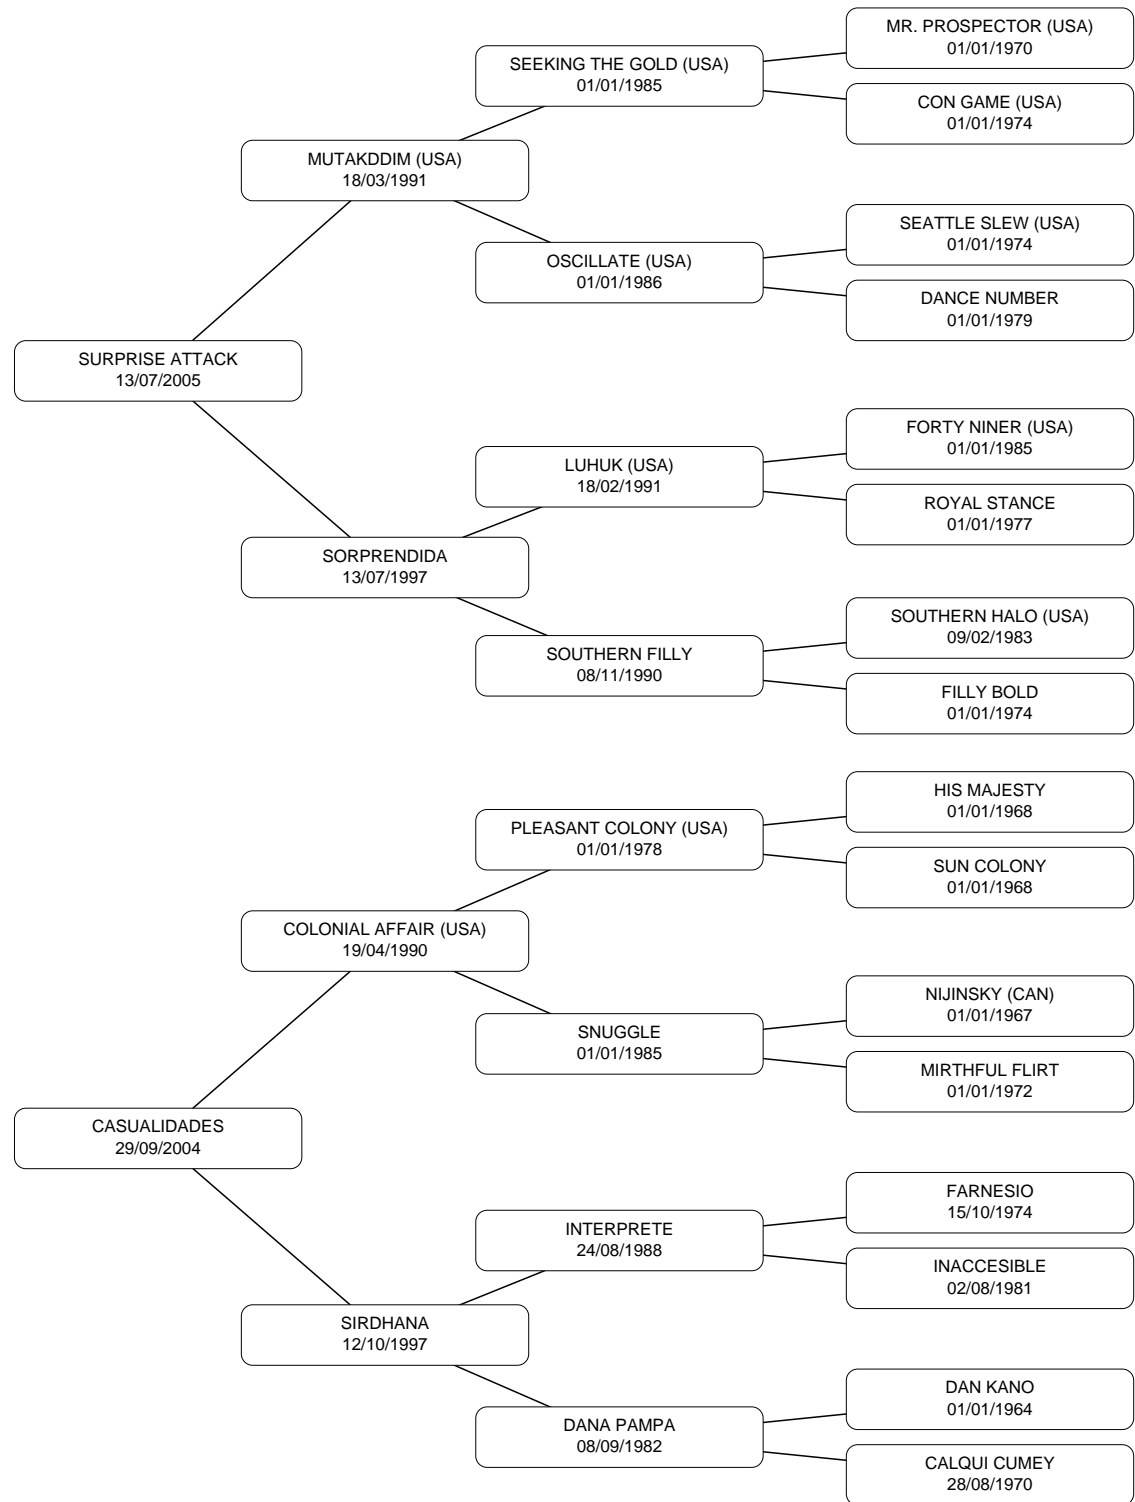 MR. PROSPECTOR (USA)
01/01/1970
SEEKING THE GOLD (USA)
01/01/1985
CON GAME (USA)
01/01/1974
MUTAKDDIM (USA)
18/03/1991
SEATTLE SLEW (USA)
01/01/1974
OSCILLATE (USA)
01/01/1986
DANCE NUMBER
01/01/1979
SURPRISE ATTACK
13/07/2005
FORTY NINER (USA)
01/01/1985
LUHUK (USA)
18/02/1991
ROYAL STANCE
01/01/1977
SORPRENDIDA
13/07/1997
SOUTHERN HALO (USA)
09/02/1983
SOUTHERN FILLY
08/11/1990
FILLY BOLD
01/01/1974
HIS MAJESTY
01/01/1968
PLEASANT COLONY (USA)
01/01/1978
SUN COLONY
01/01/1968
COLONIAL AFFAIR (USA)
19/04/1990
NIJINSKY (CAN)
01/01/1967
SNUGGLE
01/01/1985
MIRTHFUL FLIRT
01/01/1972
CASUALIDADES
29/09/2004
FARNESIO
15/10/1974
INTERPRETE
24/08/1988
INACCESIBLE
02/08/1981
SIRDHANA
12/10/1997
DAN KANO
01/01/1964
DANA PAMPA
08/09/1982
CALQUI CUMEY
28/08/1970